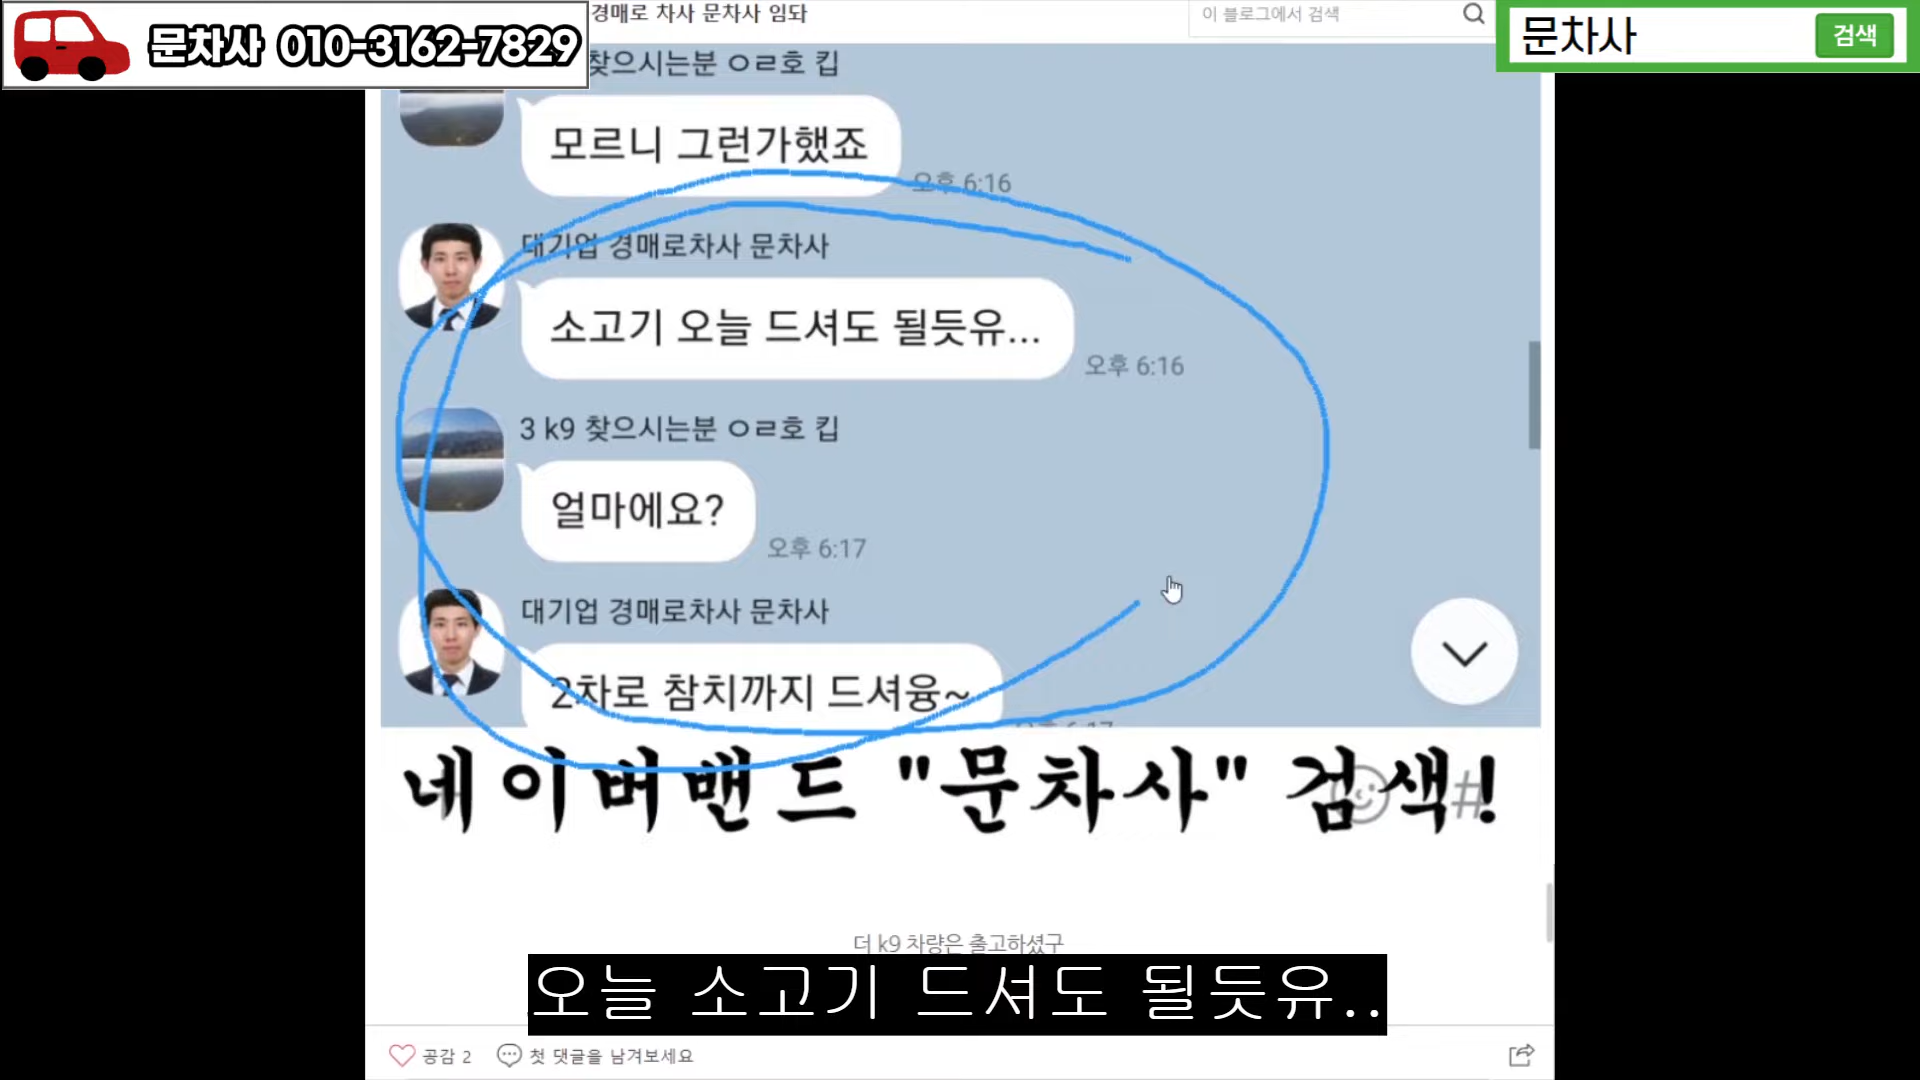 문차사 010-3162-7829
경매로 차사 문차사 임돠
이 블로그에서 검색
문차사
검색
찾으시는분 ㅇㄹ호 킵
모르니 그런가했죠
오후 6:16
대기업 경매로차사 문차사
소고기 오늘 드셔도 될듯유...
오후 6:16
3 k9 찾으시는분 ㅇㄹ호 킵
얼마에요?
오후 6:17
대기업 경매로차사 문차사
2차로 참치까지 드셔융~
오후 6:17
네이버밴드 "문차사" 검색!
#
더 k9 차량은 출고하셨구
오늘 소고기 드셔도 될듯유..
공감 2
첫 댓글을 남겨보세요